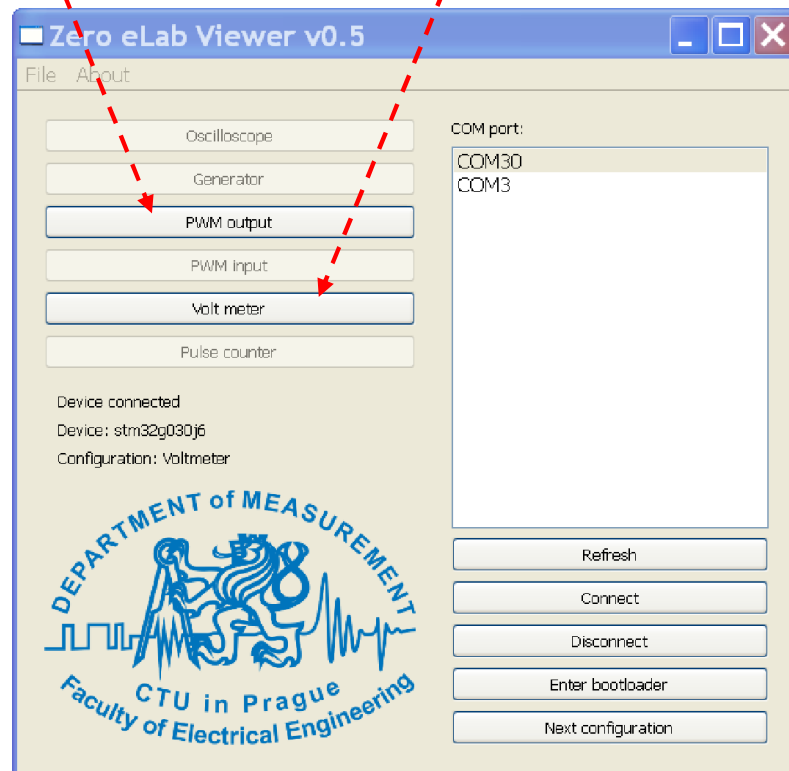 Zero eLab Viewer v0.5
File About
Oscilloscope
Generator
PWM output
PWM input
Volt meter
Pulse counter
Device connected
Device: stm32g030j6
Configuration: Voltmeter
DEPARTMENT of MEASUREMENT
CTU in Prague
Faculty of Electrical Engineering
COM port:
COM30
COM3
Refresh
Connect
Disconnect
Enter bootloader
Next configuration